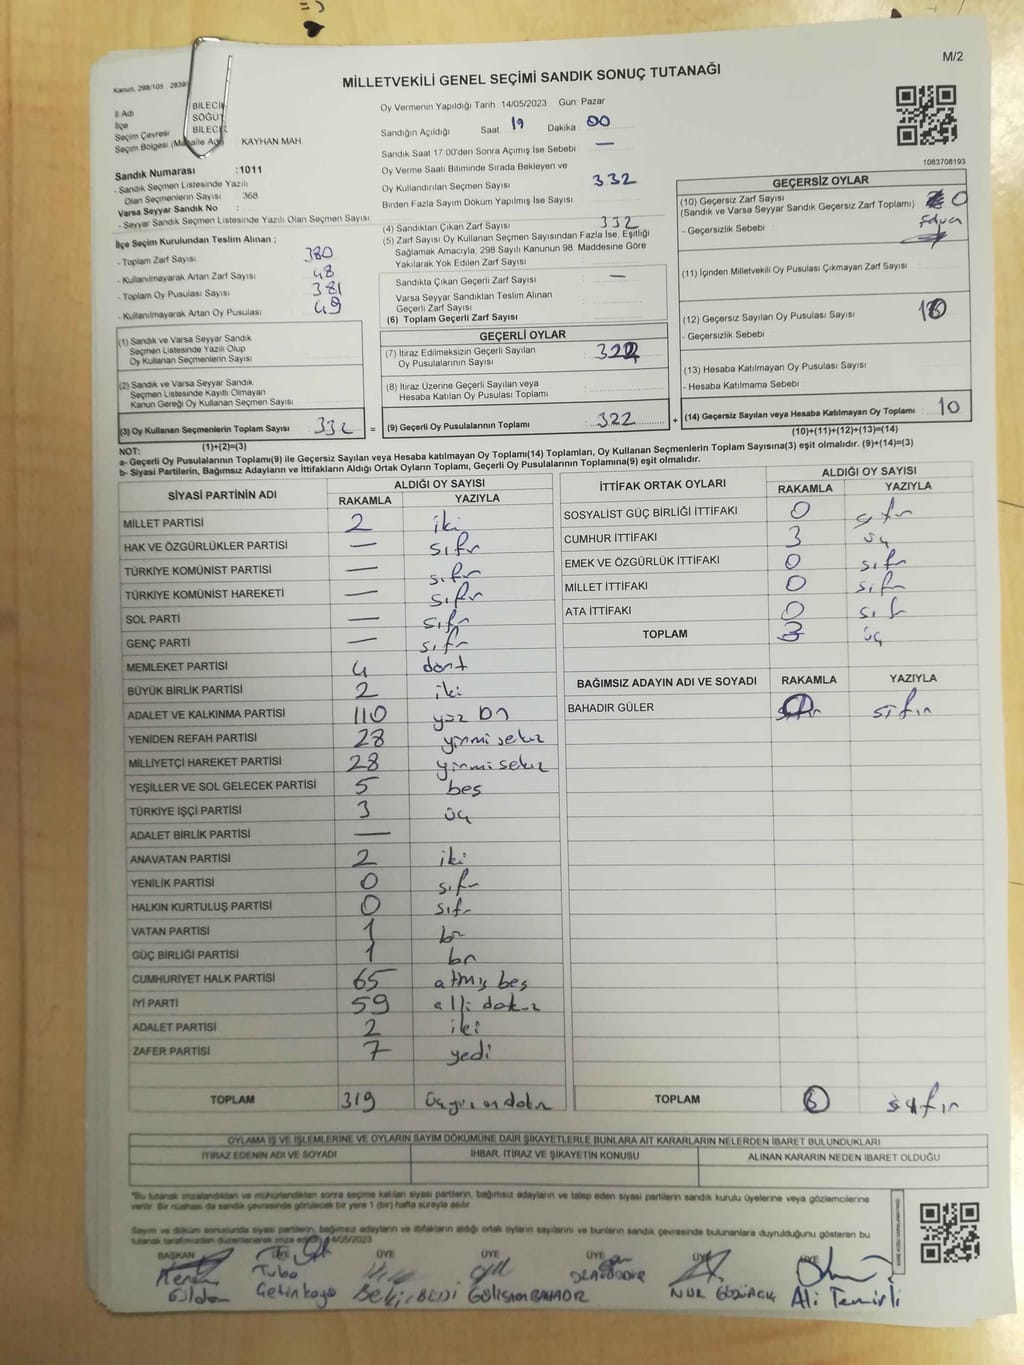 =)
M/2
Kanun, 298/105
MİLLETVEKİLİ GENEL SEÇİMİ SANDIK SONUÇ TUTANAĞI
İl Adı BİLECİK
İlçe SÖĞÜT
Seçim Çevresi BİLECİK
Seçim Bölgesi (Mahalle Adı) KAYHAN MAH
Sandık Numarası :1011
- Sandık Seçmen Listesinde Yazılı
Olan Seçmenlerin Sayısı 368
Varsa Seyyar Sandık No :
- Seyyar Sandık Seçmen Listesinde Yazılı Olan Seçmen Sayısı
İlçe Seçim Kurulundan Teslim Alınan ;
- Toplam Zarf Sayısı 380
- Kullanılmayarak Artan Zarf Sayısı 48
- Toplam Oy Pusulası Sayısı 381
- Kullanılmayarak Artan Oy Pusulası 49
Oy Vermenin Yapıldığı Tarih :14/05/2023 Gün: Pazar
Sandığın Açıldığı Saat 19 Dakika 00
Sandık Saat 17:00'den Sonra Açılmış İse Sebebi —
Oy Verme Saati Bitiminde Sırada Bekleyen ve
Oy Kullandırılan Seçmen Sayısı 332
Birden Fazla Sayım Döküm Yapılmış İse Sayısı
(4) Sandıktan Çıkan Zarf Sayısı 332
(5) Zarf Sayısı Oy Kullanan Seçmen Sayısından Fazla İse, Eşitliği
Sağlamak Amacıyla; 298 Sayılı Kanunun 98. Maddesine Göre
Yakılarak Yok Edilen Zarf Sayısı
Sandıkta Çıkan Geçerli Zarf Sayısı : —
Varsa Seyyar Sandıktan Teslim Alınan
Geçerli Zarf Sayısı
(6) Toplam Geçerli Zarf Sayısı
1063708193
GEÇERSİZ OYLAR
(10) Geçersiz Zarf Sayısı 0
(Sandık ve Varsa Seyyar Sandık Geçersiz Zarf Toplamı)
- Geçersizlik Sebebi :
(11) İçinden Milletvekili Oy Pusulası Çıkmayan Zarf Sayısı
(12) Geçersiz Sayılan Oy Pusulası Sayısı 10
- Geçersizlik Sebebi :
(13) Hesaba Katılmayan Oy Pusulası Sayısı
- Hesaba Katılmama Sebebi :
(14) Geçersiz Sayılan veya Hesaba Katılmayan Oy Toplamı : 10
(10)+(11)+(12)+(13)=(14)
(1) Sandık ve Varsa Seyyar Sandık
Seçmen Listesinde Yazılı Olup
Oy Kullanan Seçmenlerin Sayısı
(2) Sandık ve Varsa Seyyar Sandık
Seçmen Listesinde Kayıtlı Olmayan
Kanun Gereği Oy Kullanan Seçmen Sayısı
(3) Oy Kullanan Seçmenlerin Toplam Sayısı : 332 =
(1)+(2)=(3)
GEÇERLİ OYLAR
(7) İtiraz Edilmeksizin Geçerli Sayılan
Oy Pusulalarının Sayısı : 322
(8) İtiraz Üzerine Geçerli Sayılan veya
Hesaba Katılan Oy Pusulası Toplamı
(9) Geçerli Oy Pusulalarının Toplamı : 322 +
NOT:
a- Geçerli Oy Pusulalarının Toplamı(9) ile Geçersiz Sayılan veya Hesaba katılmayan Oy Toplamı(14) Toplamları, Oy Kullanan Seçmenlerin Toplam Sayısına(3) eşit olmalıdır. (9)+(14)=(3)
b- Siyasi Partilerin, Bağımsız Adayların ve İttifakların Aldığı Ortak Oyların Toplamı, Geçerli Oy Pusulalarının Toplamına(9) eşit olmalıdır.
SİYASİ PARTİNİN ADI ALDIĞI OY SAYISI
RAKAMLA YAZIYLA
MİLLET PARTİSİ 2 iki
HAK VE ÖZGÜRLÜKLER PARTİSİ — sıfır
TÜRKİYE KOMÜNİST PARTİSİ — sıfır
TÜRKİYE KOMÜNİST HAREKETİ — sıfır
SOL PARTİ — sıfır
GENÇ PARTİ — sıfır
MEMLEKET PARTİSİ 4 dört
BÜYÜK BİRLİK PARTİSİ 2 iki
ADALET VE KALKINMA PARTİSİ 110 yüz on
YENİDEN REFAH PARTİSİ 28 yirmi sekiz
MİLLİYETÇİ HAREKET PARTİSİ 28 yirmi sekiz
YEŞİLLER VE SOL GELECEK PARTİSİ 5 beş
TÜRKİYE İŞÇİ PARTİSİ 3 üç
ADALET BİRLİK PARTİSİ —
ANAVATAN PARTİSİ 2 iki
YENİLİK PARTİSİ 0 sıfır
HALKIN KURTULUŞ PARTİSİ 0 sıfır
VATAN PARTİSİ 1 bir
GÜÇ BİRLİĞİ PARTİSİ 1 bir
CUMHURİYET HALK PARTİSİ 65 atmış beş
İYİ PARTİ 59 elli dokuz
ADALET PARTİSİ 2 iki
ZAFER PARTİSİ 7 yedi
TOPLAM 319 üçyüz on dokuz
İTTİFAK ORTAK OYLARI ALDIĞI OY SAYISI
RAKAMLA YAZIYLA
SOSYALİST GÜÇ BİRLİĞİ İTTİFAKI 0 sıfır
CUMHUR İTTİFAKI 3 üç
EMEK VE ÖZGÜRLÜK İTTİFAKI 0 sıfır
MİLLET İTTİFAKI 0 sıfır
ATA İTTİFAKI 0 sıfır
TOPLAM 3 üç
BAĞIMSIZ ADAYIN ADI VE SOYADI RAKAMLA YAZIYLA
BAHADIR GÜLER 0 sıfır
TOPLAM sıfır
OYLAMA İŞ VE İŞLEMLERİNE VE OYLARIN SAYIM DÖKÜMÜNE DAİR ŞİKAYETLERLE BUNLARA AİT KARARLARIN NELERDEN İBARET BULUNDUKLARI
İTİRAZ EDENİN ADI VE SOYADI İHBAR, İTİRAZ VE ŞİKAYETİN KONUSU ALINAN KARARIN NEDEN İBARET OLDUĞU
"Bu tutanak imzalandıktan ve mühürlendikten sonra seçime katılan siyasi partilerin, bağımsız adayların ve talep eden siyasi partilerin sandık kurulu üyelerine veya gözlemcilerine
verilir. Bir nüshası da sandık çevresinde görülecek bir yere 1 (bir) hafta süreyle asılır
Sayım ve döküm sonucunda siyasi partilerin, bağımsız adayların ve ittifakların aldığı ortak oyların sayılarını ve bunların sandık çevresinde bulunanlara duyrulduğunu gösteren bu
tutanak tarafımızdan düzenlenerek imza edildi. 14/05/2023
BAŞKAN ÜYE ÜYE ÜYE ÜYE ÜYE ÜYE
Tuba
Çetinkaya Bekir Gülişan BAHADIR NUR Ali Temirli